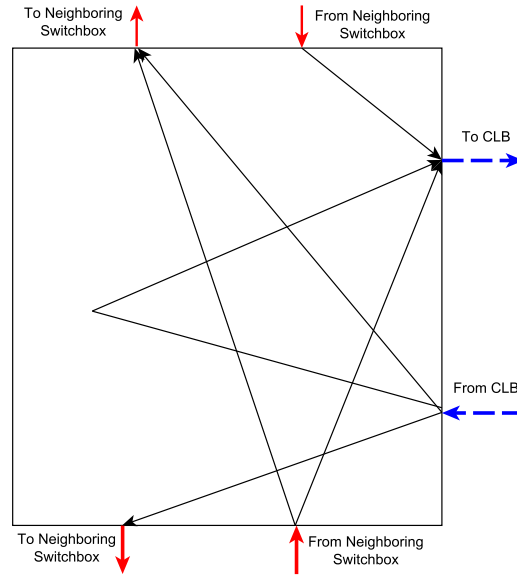 To Neighboring
Switchbox
From Neighboring
Switchbox
To CLB
From CLB
To Neighboring
Switchbox
From Neighboring
Switchbox